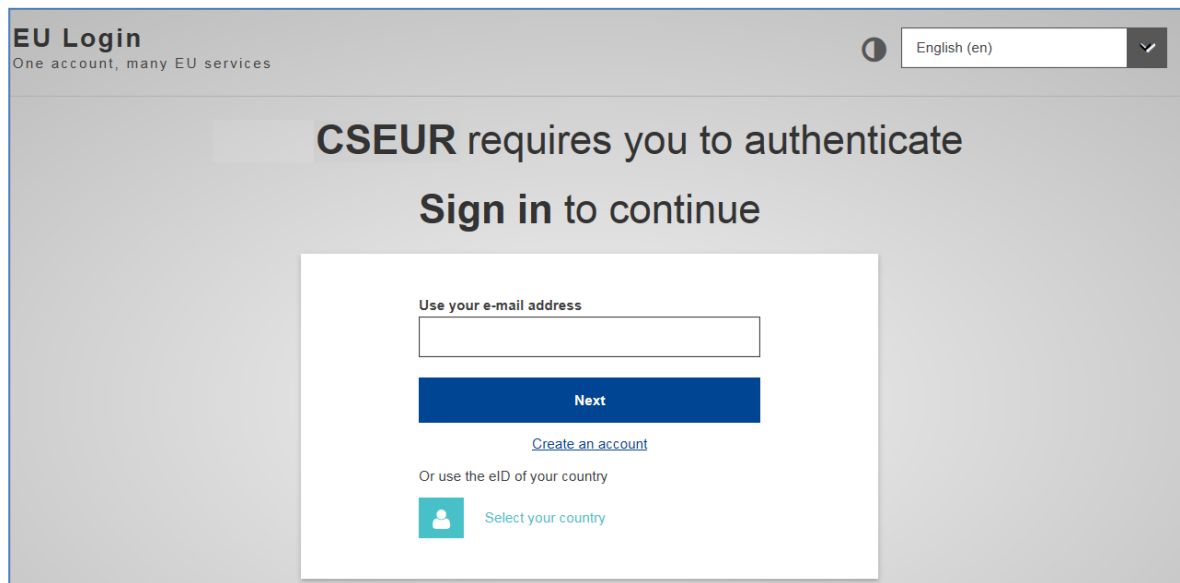 EU Login
One account, many EU services
English (en)
CSEUR requires you to authenticate
Sign in to continue
Use your e-mail address
Next
Create an account
Or use the eID of your country
Select your country